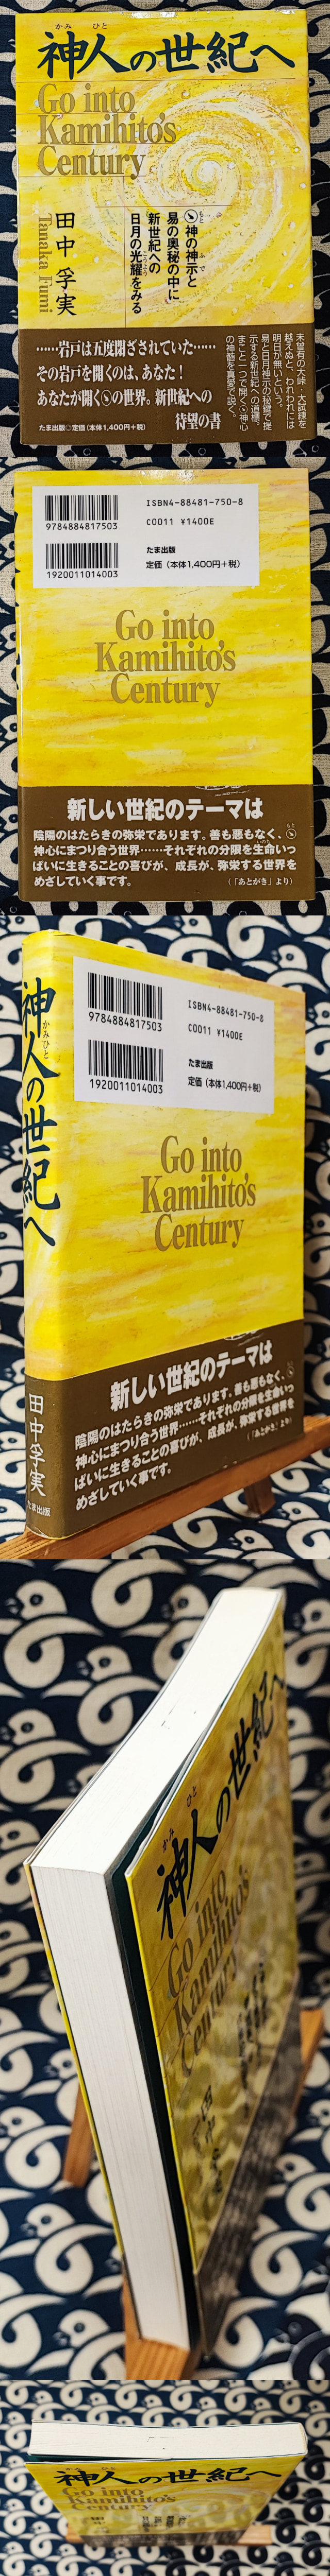 かみ ひと
神人の世紀へ
Go into
Kamihito's
Century
田中孚実
Tanaka Fumi
神の神示と
易の奥秘の中に
新世紀への
日月の光耀をみる
……岩戸は五度閉ざされていた……
その岩戸を開くのは、あなた！
あなたが開くの世界。新世紀への
待望の書
たま出版◎定価（本体1,400円+税）
未曾有の大峠・大試練を
越えぬと、われわれには
明日が無いという。
易と日月神示の秘鍵で提
示する新世紀への道標。
まこと一つで開く神心
の神髄を真愛で説く。
9784884817503
ISBN4-88481-750-8
C0011 ¥1400E
1920011014003
たま出版
定価（本体1,400円+税）
Go into
Kamihito's
Century
新しい世紀のテーマは
陰陽のはたらきの弥栄であります。善も悪もなく、
神心にまつり合う世界……それぞれの分限を生命いっ
ぱいに生きることの喜びが、成長が、弥栄する世界を
めざしていく事です。
（「あとがき」より）
かみひと
神人の世紀へ
田中孚実
たま出版
9784884817503
ISBN4-88481-750-8
C0011 ¥1400E
1920011014003
たま出版
定価（本体1,400円+税）
Go into
Kamihito's
Century
新しい世紀のテーマは
陰陽のはたらきの弥栄であります。善も悪もなく、
神心にまつり合う世界……それぞれの分限を生命いっ
ぱいに生きることの喜びが、成長が、弥栄する世界を
めざしていく事です。
（「あとがき」より）
かみ ひと
神人の世紀へ
Go into
Kamihito's
Century
神人の世紀へ
Go into
Kamihito's
Century